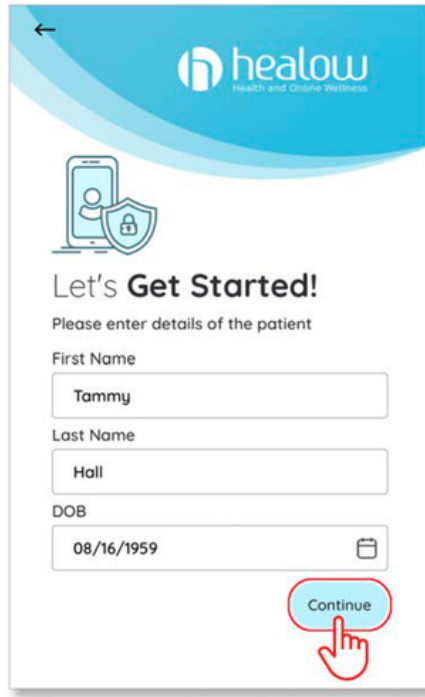 healow
Health and Online Wellness
Let's Get Started!
Please enter details of the patient
First Name
Tammy
Last Name
Hall
DOB
08/16/1959
Continue